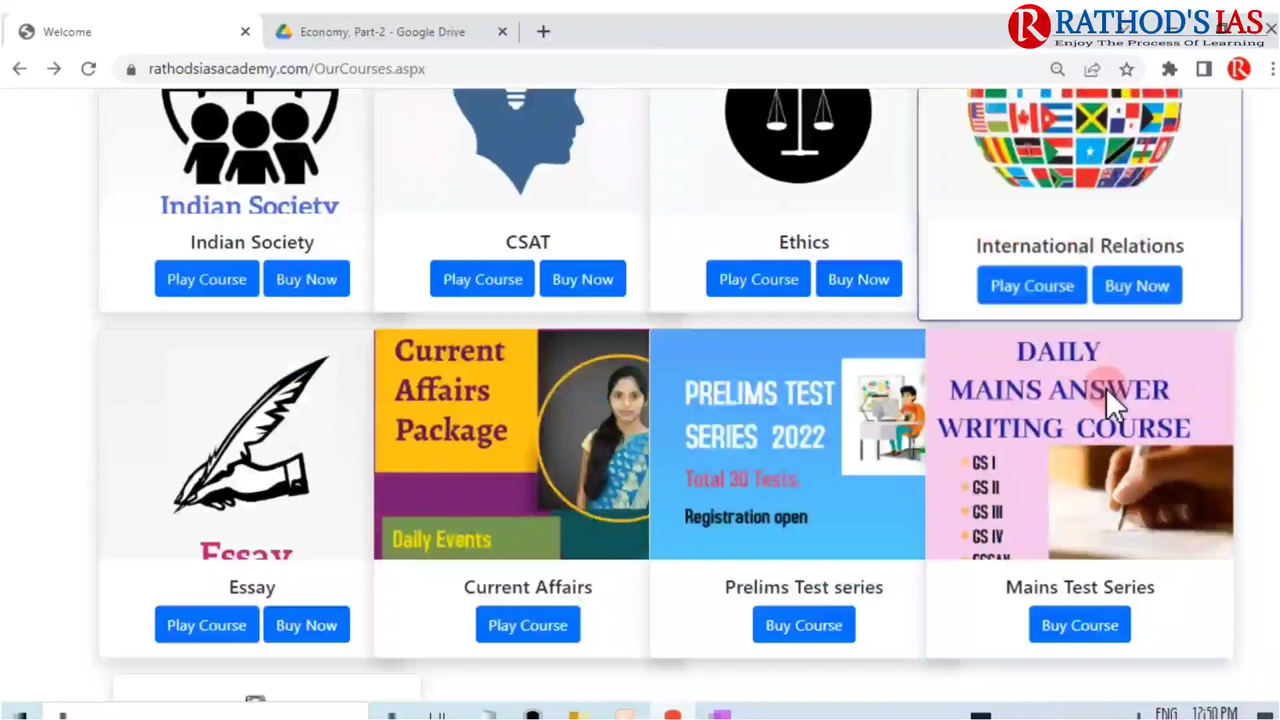 Welcome
Economy, Part-2 - Google Drive
RATHOD'S IAS
Enjoy The Process Of Learning
rathodsiasacademy.com/OurCourses.aspx
Indian Society
Indian Society
CSAT
Ethics
International Relations
Play Course Buy Now
Play Course Buy Now
Play Course Buy Now
Play Course Buy Now
Essay
Current
Affairs
Package
Daily Events
PRELIMS TEST
SERIES 2022
Total 30 Tests.
Registration open
DAILY
MAINS ANSWER
WRITING COURSE
GS I
GS II
GS III
GS IV
ESSAY
Essay
Current Affairs
Prelims Test series
Mains Test Series
Play Course Buy Now
Play Course
Buy Course
Buy Course
ENG 12:50 PM